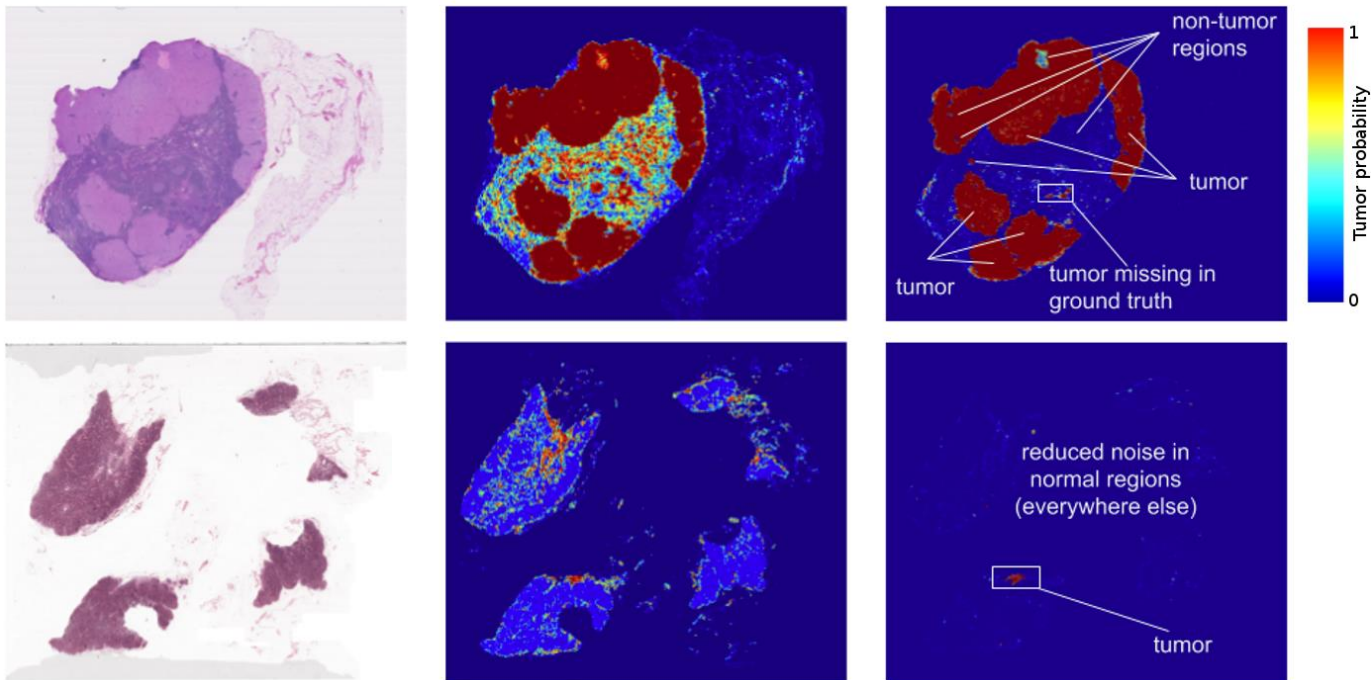 non-tumor
regions
tumor
tumor
tumor missing in
ground truth
1
Tumor probability
0
reduced noise in
normal regions
(everywhere else)
tumor